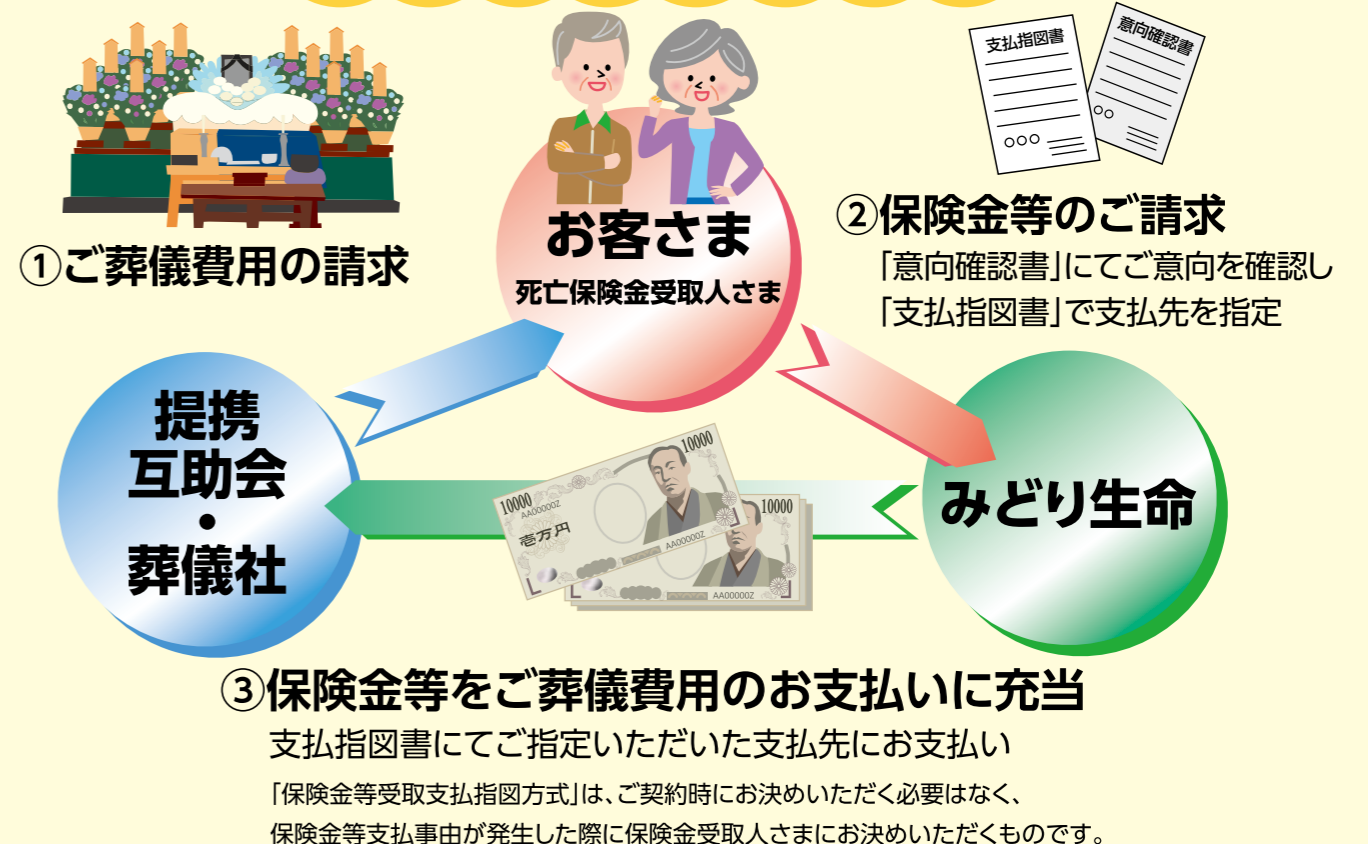 支払指図書
意向確認書
①ご葬儀費用の請求
お客さま
死亡保険金受取人さま
②保険金等のご請求
「意向確認書」にてご意向を確認し
「支払指図書」で支払先を指定
提携
互助会
・
葬儀社
みどり生命
10000
AA00000Z
壱万円
10000
AA00000Z
10000
AA00000Z
③保険金等をご葬儀費用のお支払いに充当
支払指図書にてご指定いただいた支払先にお支払い
「保険金等受取支払指図方式」は、ご契約時にお決めいただく必要はなく、
保険金等支払事由が発生した際に保険金受取人さまにお決めいただくものです。